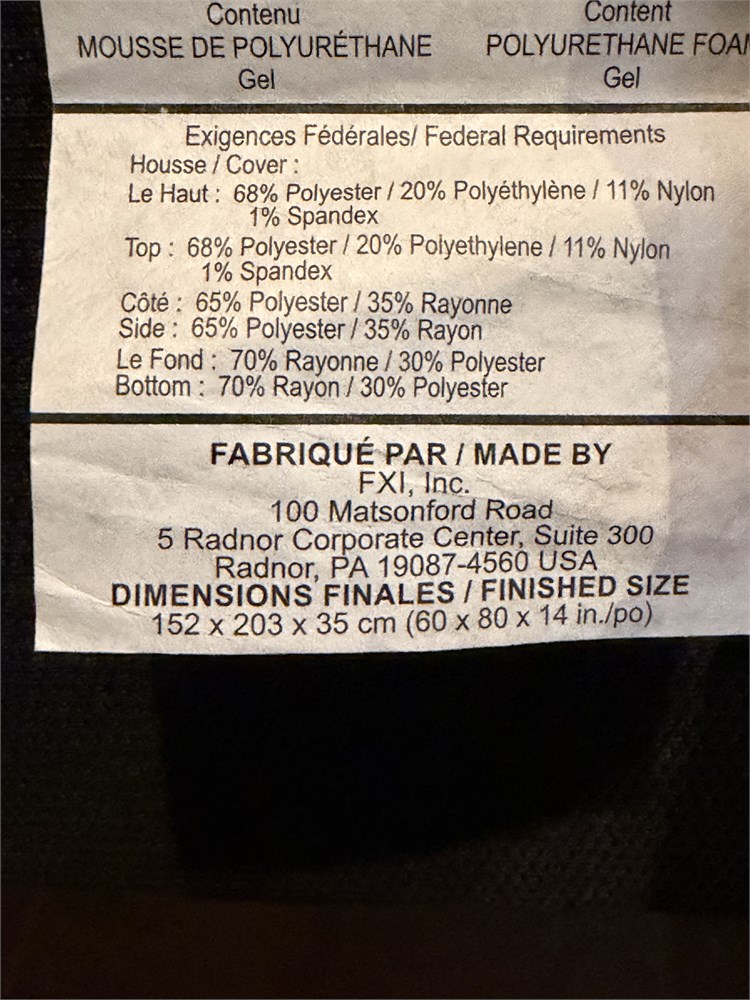 Contenu Content
MOUSSE DE POLYURÉTHANE POLYURETHANE
Gel Gel
Exigences Fédérales/ Federal Requirements
Housse / Cover :
Le Haut : 68% Polyester / 20% Polyéthylène / 11% Nylon
1% Spandex
Top : 68% Polyester / 20% Polyethylene / 11% Nylon
1% Spandex
Côté : 65% Polyester / 35% Rayonne
Side : 65% Polyester / 35% Rayon
Le Fond : 70% Rayonne / 30% Polyester
Bottom : 70% Rayon / 30% Polyester
FABRIQUÉ PAR / MADE BY
FXI, Inc.
100 Matsonford Road
5 Radnor Corporate Center, Suite 300
Radnor, PA 19087-4560 USA
DIMENSIONS FINALES / FINISHED SIZE
152 x 203 x 35 cm (60 x 80 x 14 in./po)